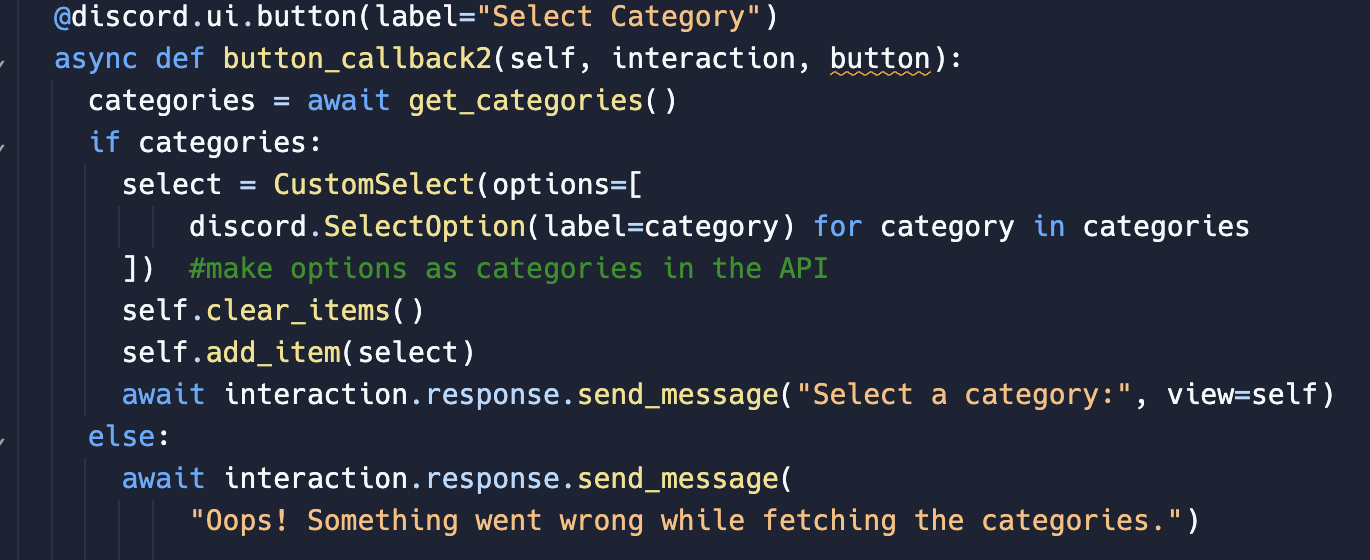 @discord.ui.button(label="Select Category")
async def button_callback2(self, interaction, button):
categories = await get_categories()
if categories:
select = CustomSelect(options=[
discord.SelectOption(label=category) for category in categories
]) #make options as categories in the API
self.clear_items()
self.add_item(select)
await interaction.response.send_message("Select a category:", view=self)
else:
await interaction.response.send_message(
"Oops! Something went wrong while fetching the categories.")